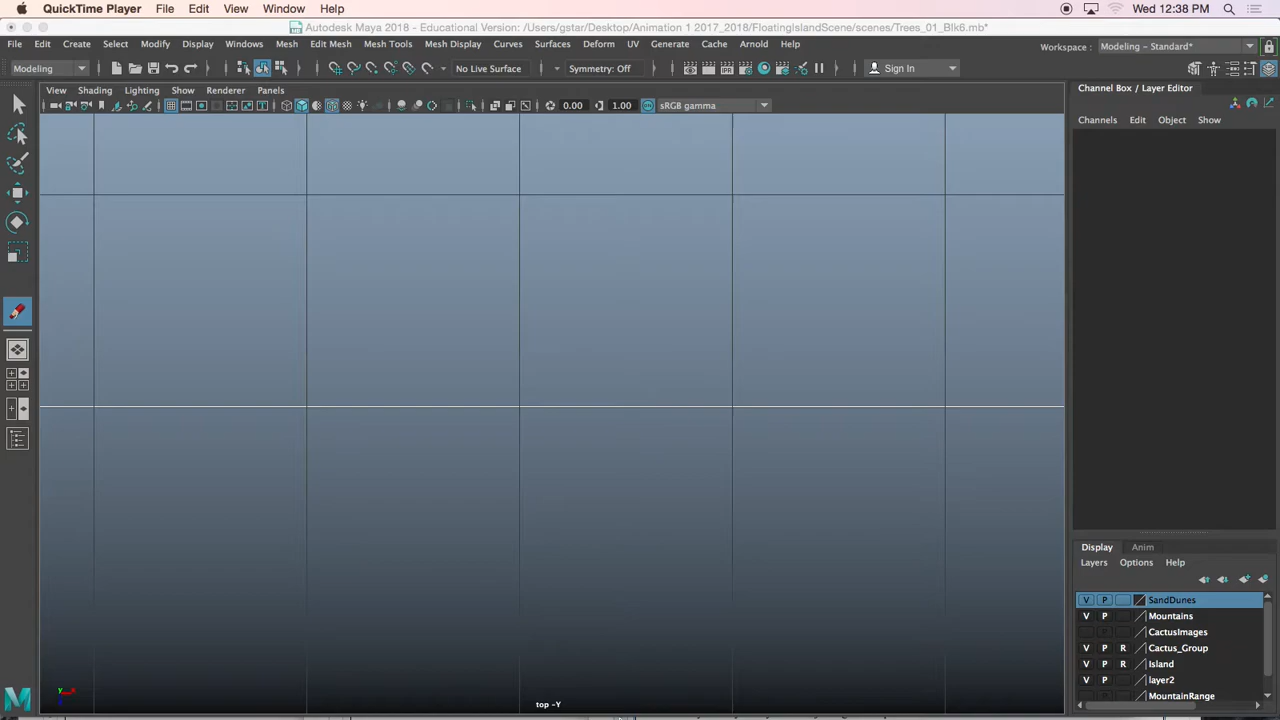 QuickTime Player File Edit View Window Help Wed 12:38 PM
Autodesk Maya 2018 - Educational Version: /Users/gstar/Desktop/Animation 1 2017_2018/FloatingIslandScene/scenes/Trees_01_Blk6.mb*
File Edit Create Select Modify Display Windows Mesh Edit Mesh Mesh Tools Mesh Display Curves Surfaces Deform UV Generate Cache Arnold Help Workspace: Modeling - Standard*
Modeling No Live Surface Symmetry: Off Sign In
View Shading Lighting Show Renderer Panels Channel Box / Layer Editor
0.00 1.00 sRGB gamma
Channels Edit Object Show
Display Anim
Layers Options Help
V P SandDunes
V P Mountains
CactusImages
V P R Cactus_Group
V P R Island
V P layer2
MountainRange
top -Y